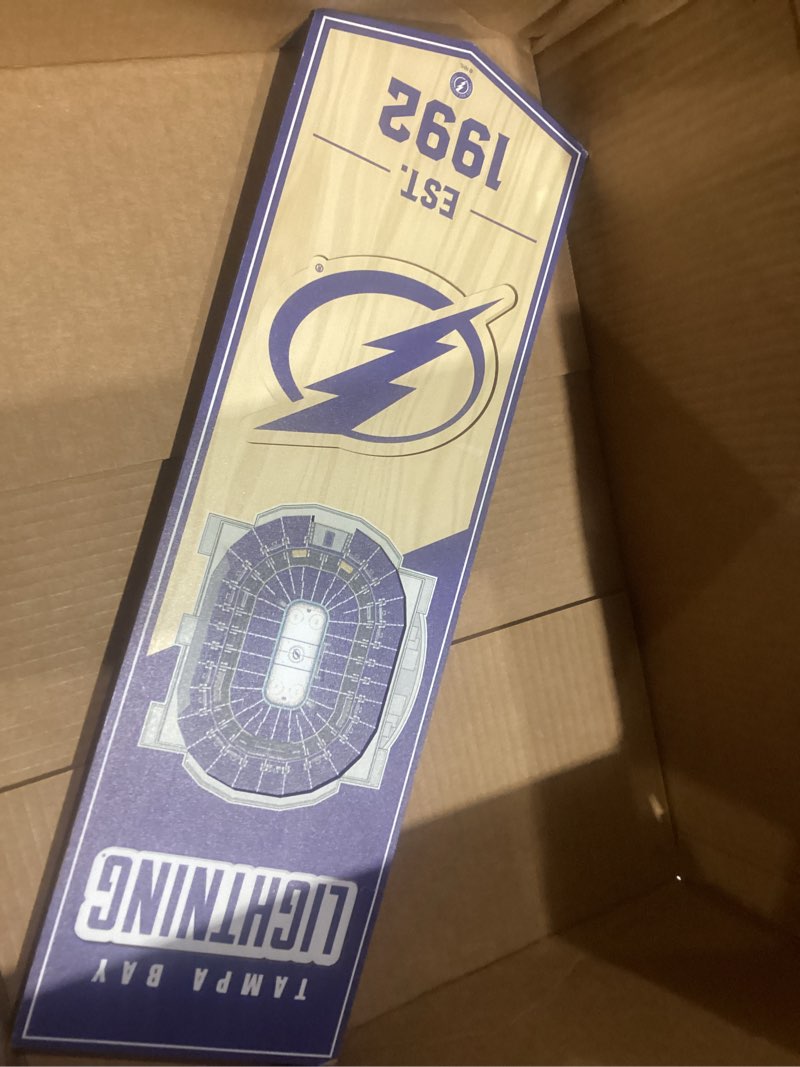 TAMPA BAY
LIGHTNING
EST.
1992